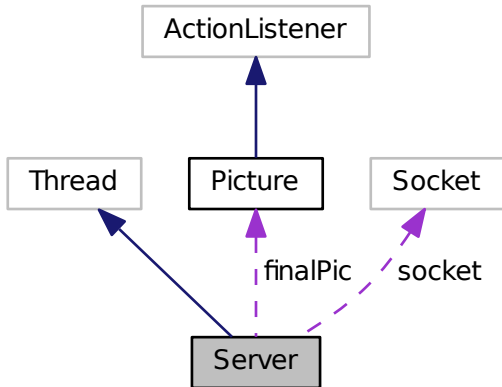 ActionListener
Thread
Picture
Socket
finalPic
socket
Server